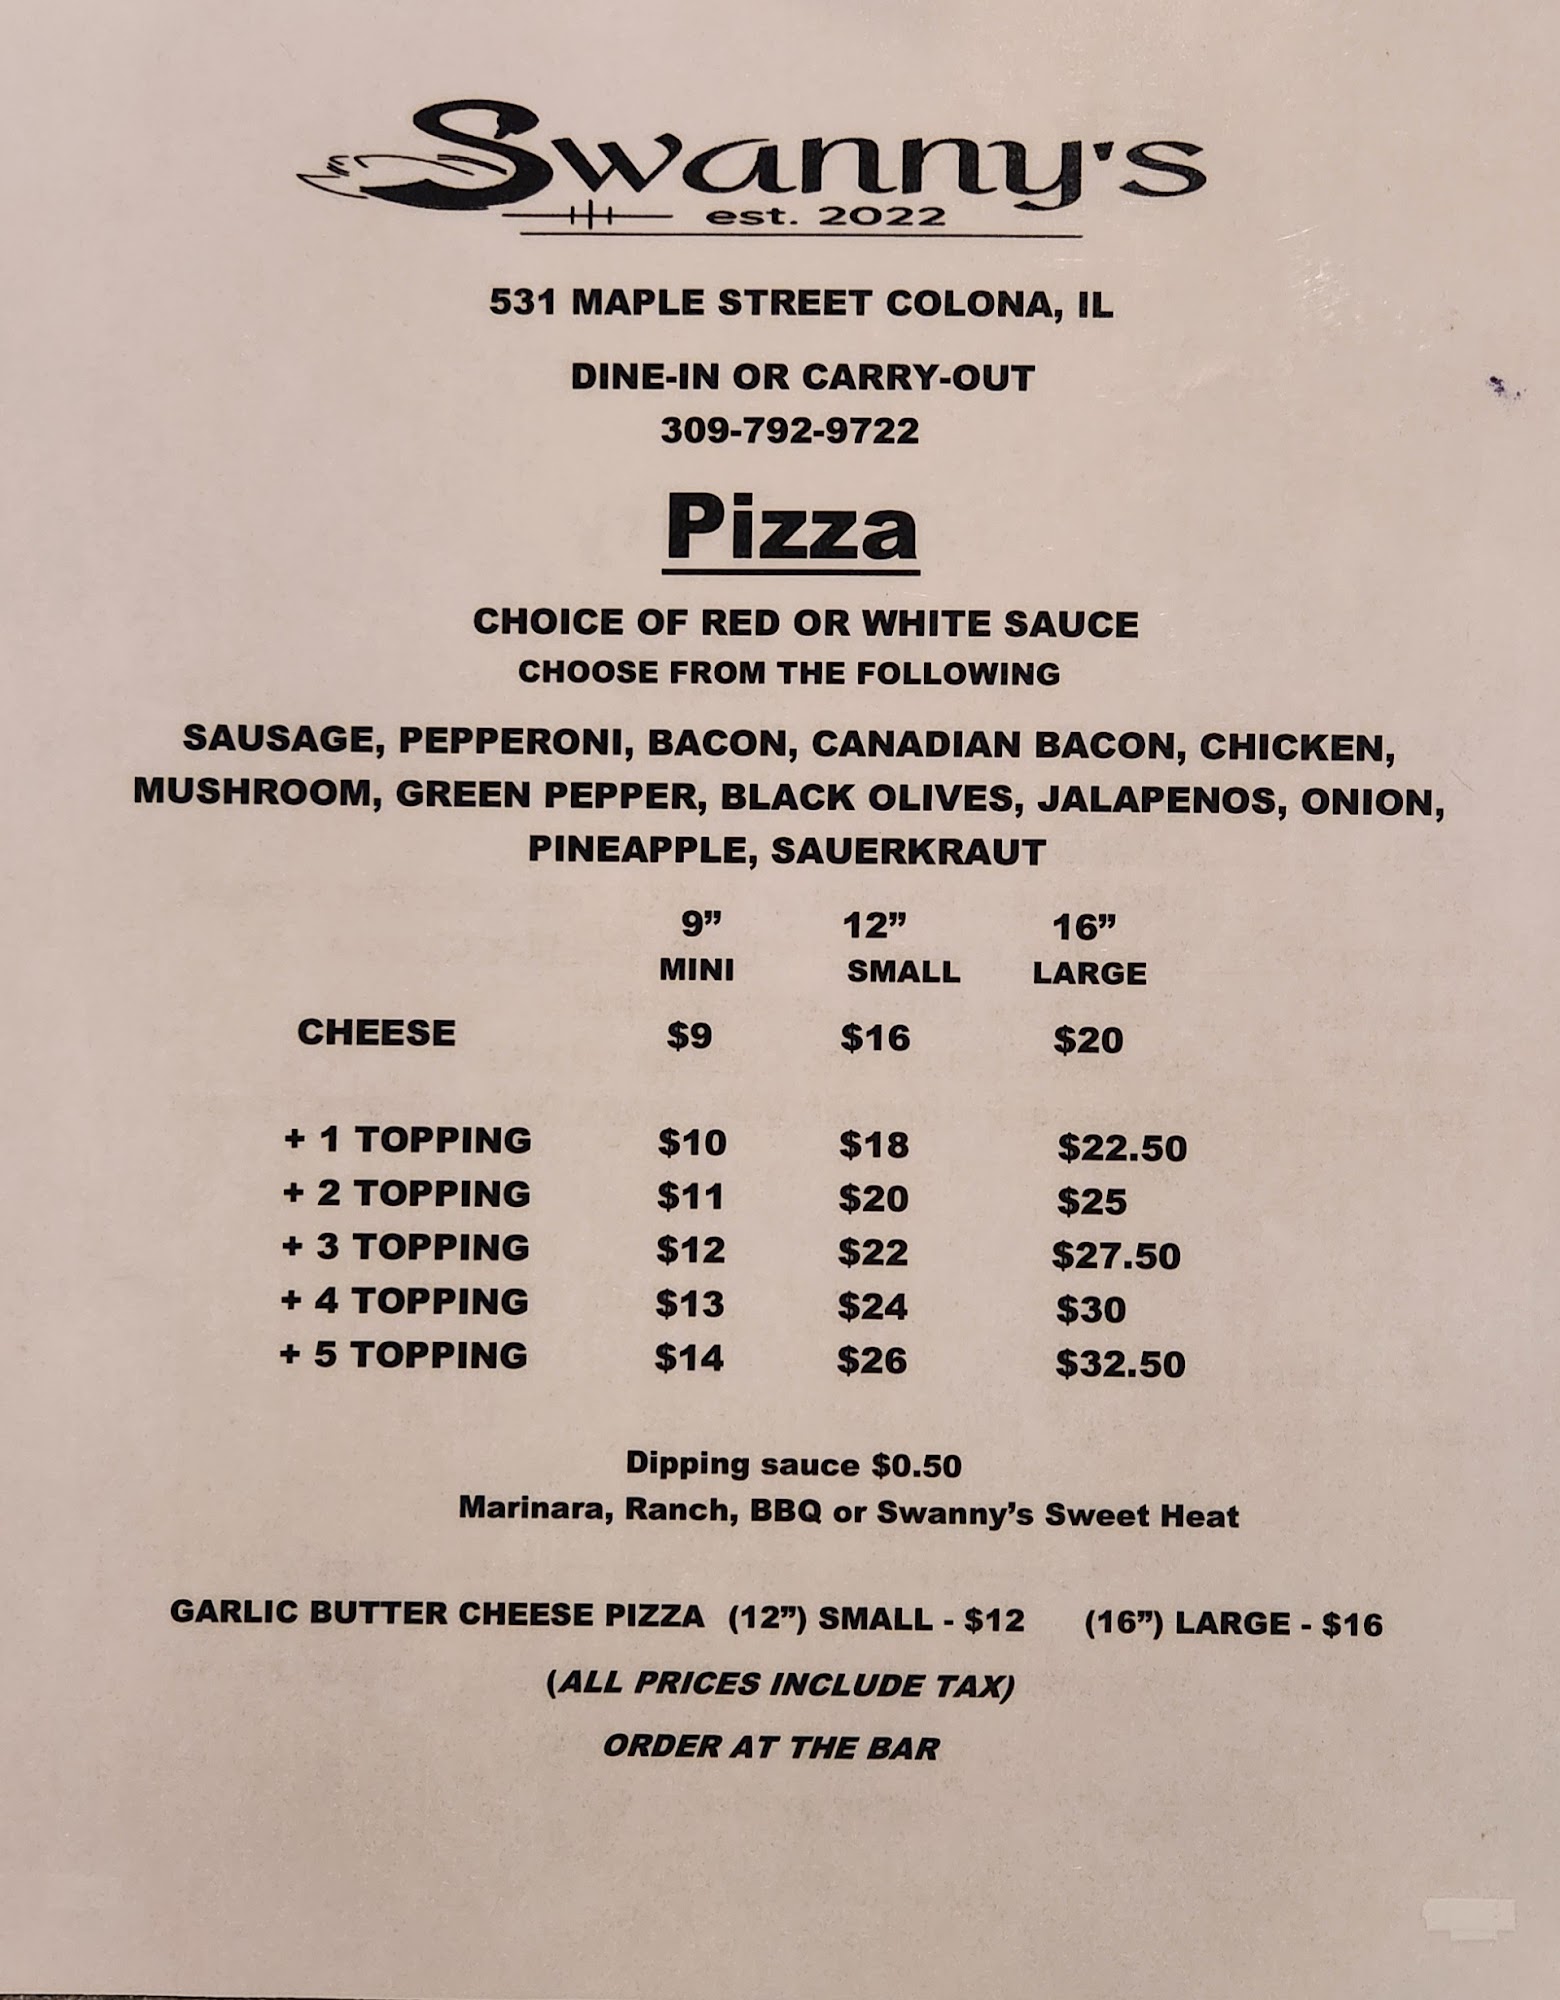 Swanny's
est. 2022
531 MAPLE STREET COLONA, IL
DINE-IN OR CARRY-OUT
309-792-9722
Pizza
CHOICE OF RED OR WHITE SAUCE
CHOOSE FROM THE FOLLOWING
SAUSAGE, PEPPERONI, BACON, CANADIAN BACON, CHICKEN,
MUSHROOM, GREEN PEPPER, BLACK OLIVES, JALAPENOS, ONION,
PINEAPPLE, SAUERKRAUT
9” 12” 16”
MINI SMALL LARGE
CHEESE $9 $16 $20
+ 1 TOPPING $10 $18 $22.50
+ 2 TOPPING $11 $20 $25
+ 3 TOPPING $12 $22 $27.50
+ 4 TOPPING $13 $24 $30
+ 5 TOPPING $14 $26 $32.50
Dipping sauce $0.50
Marinara, Ranch, BBQ or Swanny’s Sweet Heat
GARLIC BUTTER CHEESE PIZZA (12”) SMALL - $12 (16”) LARGE - $16
(ALL PRICES INCLUDE TAX)
ORDER AT THE BAR